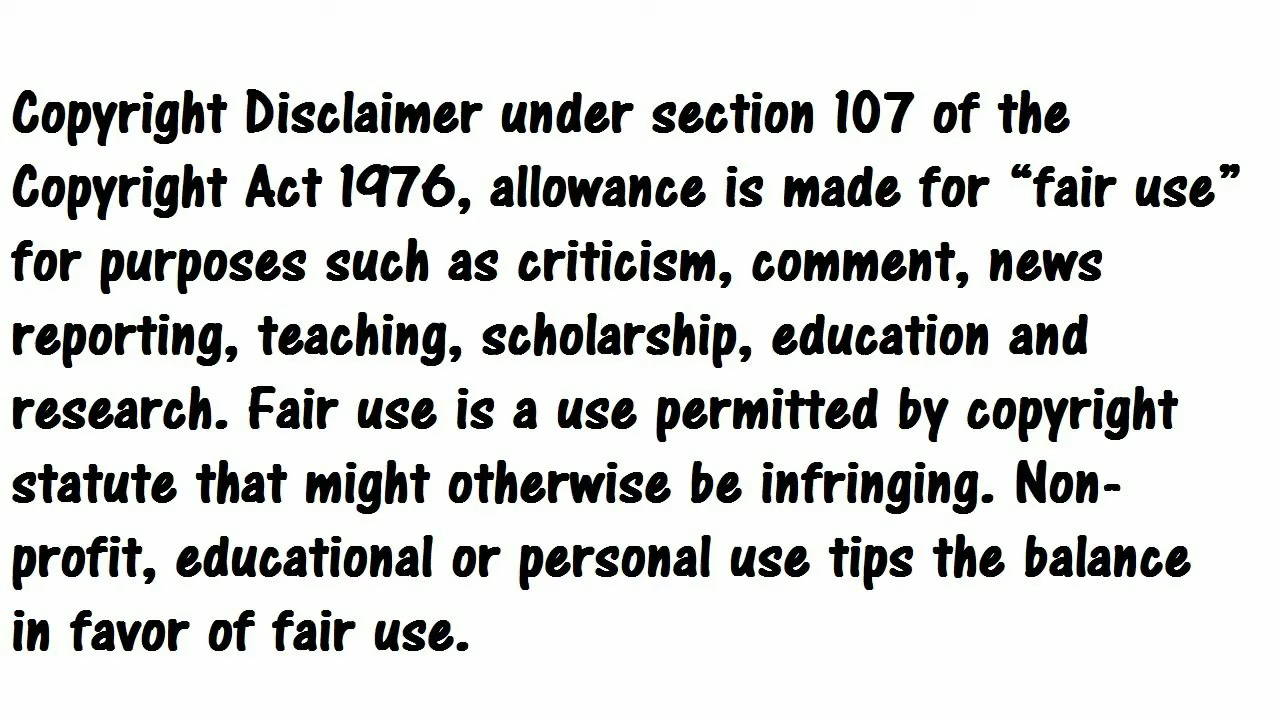 Copyright Disclaimer under section 107 of the
Copyright Act 1976, allowance is made for “fair use”
for purposes such as criticism, comment, news
reporting, teaching, scholarship, education and
research. Fair use is a use permitted by copyright
statute that might otherwise be infringing. Non-
profit, educational or personal use tips the balance
in favor of fair use.